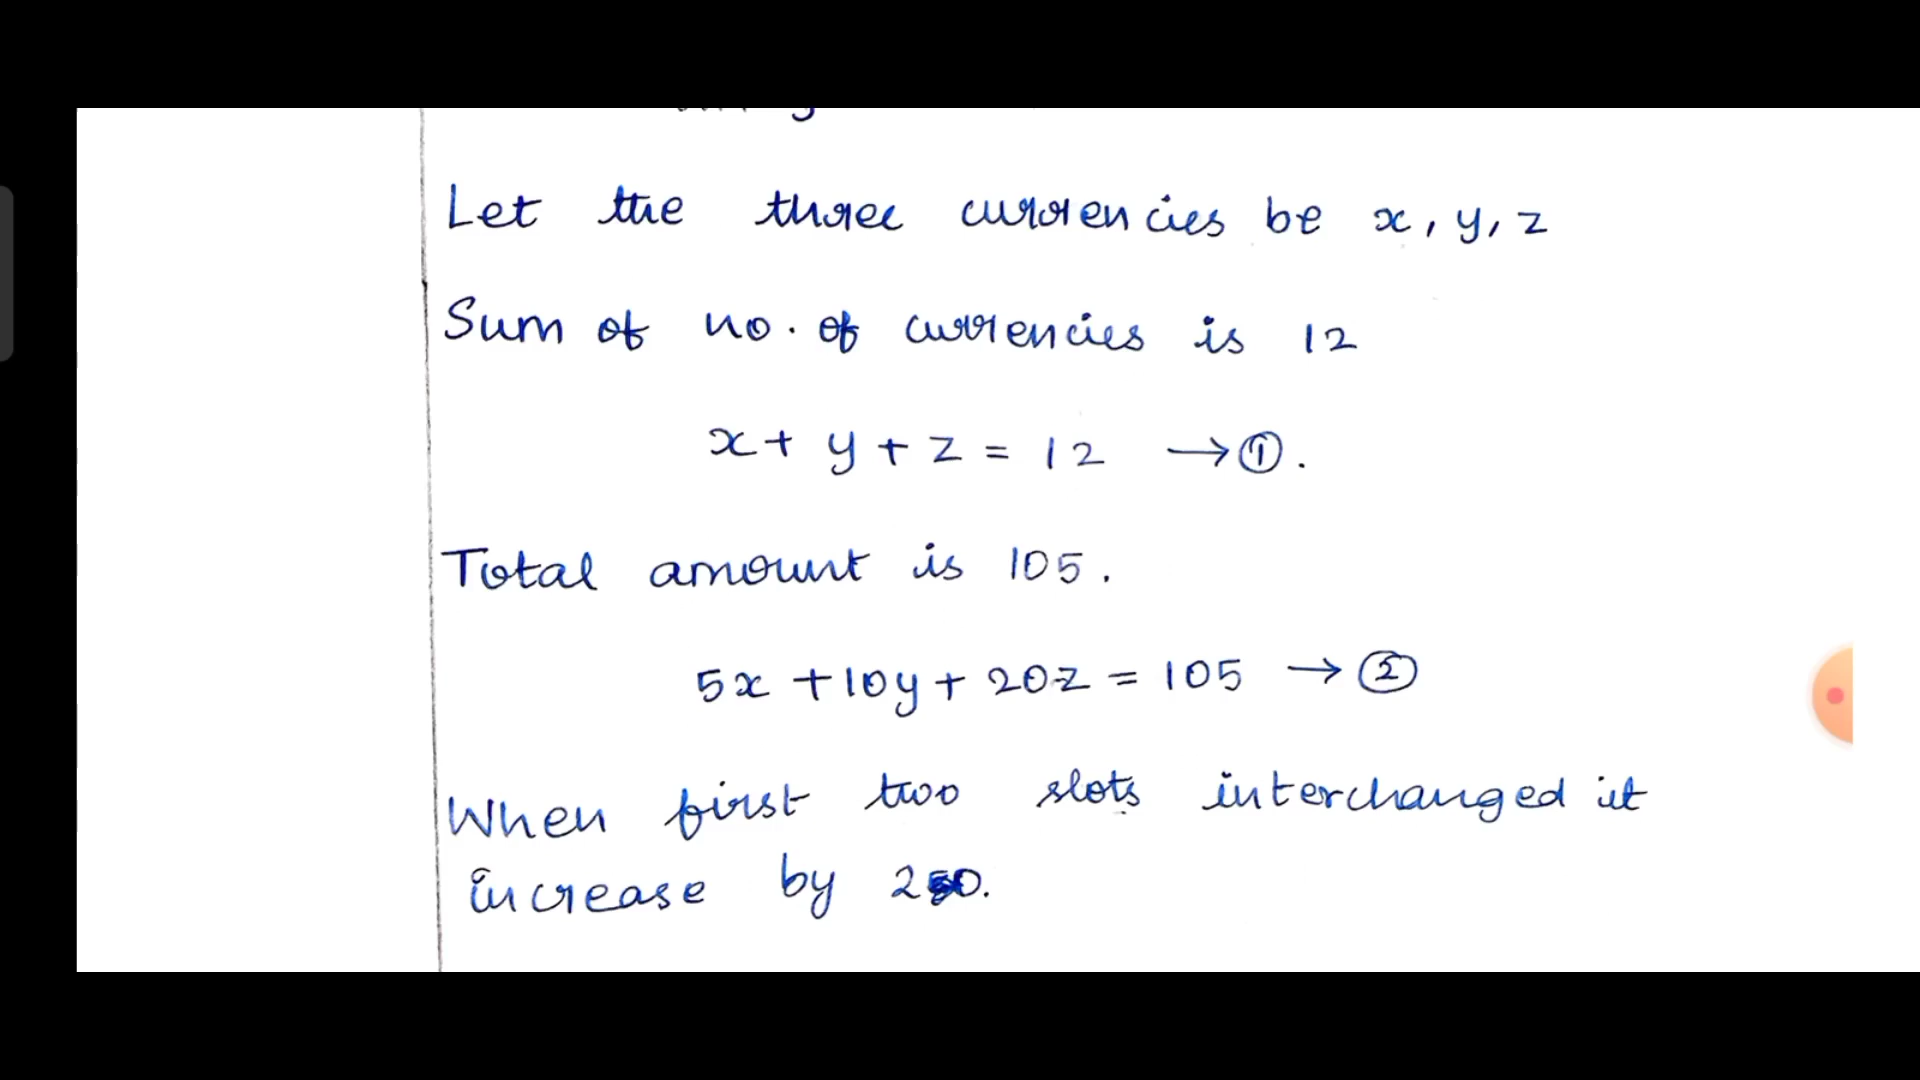 Let the three currencies be x, y, z
Sum of no. of currencies is 12
x + y + z = 12 → ①.
Total amount is 105.
5x + 10y + 20z = 105 → ②
When first two slots interchanged it
increase by